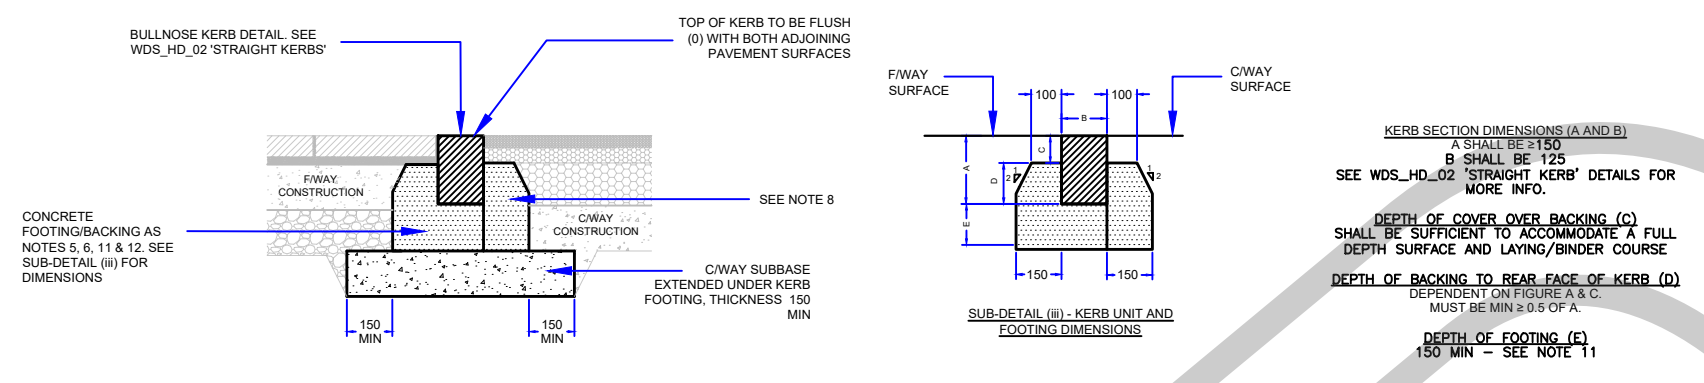 BULLNOSE KERB DETAIL. SEE
WDS_HD_02 'STRAIGHT KERBS'
TOP OF KERB TO BE FLUSH
(0) WITH BOTH ADJOINING
PAVEMENT SURFACES
F/WAY
CONSTRUCTION
C/WAY
CONSTRUCTION
SEE NOTE 8
CONCRETE
FOOTING/BACKING AS
NOTES 5, 6, 11 & 12. SEE
SUB-DETAIL (iii) FOR
DIMENSIONS
C/WAY SUBBASE
EXTENDED UNDER KERB
FOOTING, THICKNESS 150
MIN
150
MIN
150
MIN
F/WAY
SURFACE
C/WAY
SURFACE
100
100
B
C
A
D
E
1
2
1
2
150
150
SUB-DETAIL (iii) - KERB UNIT AND
FOOTING DIMENSIONS
KERB SECTION DIMENSIONS (A AND B)
A SHALL BE ≥150
B SHALL BE 125
SEE WDS_HD_02 'STRAIGHT KERB' DETAILS FOR
MORE INFO.
DEPTH OF COVER OVER BACKING (C)
SHALL BE SUFFICIENT TO ACCOMMODATE A FULL
DEPTH SURFACE AND LAYING/BINDER COURSE
DEPTH OF BACKING TO REAR FACE OF KERB (D)
DEPENDENT ON FIGURE A & C.
MUST BE MIN ≥ 0.5 OF A.
DEPTH OF FOOTING (E)
150 MIN – SEE NOTE 11